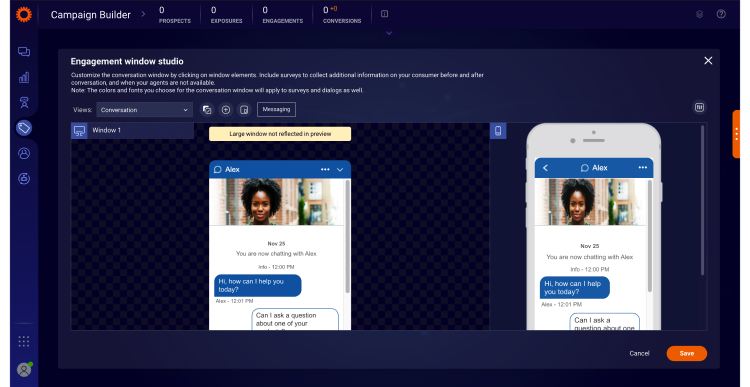 Campaign Builder
0
PROSPECTS
0
EXPOSURES
0
ENGAGEMENTS
0 +0
CONVERSIONS
Engagement window studio
Customize the conversation window by clicking on window elements. Include surveys to collect additional information on your consumer before and after
conversation, and when your agents are not available.
Note: The colors and fonts you choose for the conversation window will apply to surveys and dialogs as well.
Views:
Conversation
Messaging
Window 1
Large window not reflected in preview
Alex
Nov 25
You are now chatting with Alex
Info - 12:00 PM
Hi, how can I help you
today?
Alex - 12:01 PM
Can I ask a question
about one of your
Alex
Nov 25
You are now chatting with Alex
Info - 12:00 PM
Hi, how can I help
you today?
Alex - 12:01 PM
Can I ask a
question about one
Cancel
Save